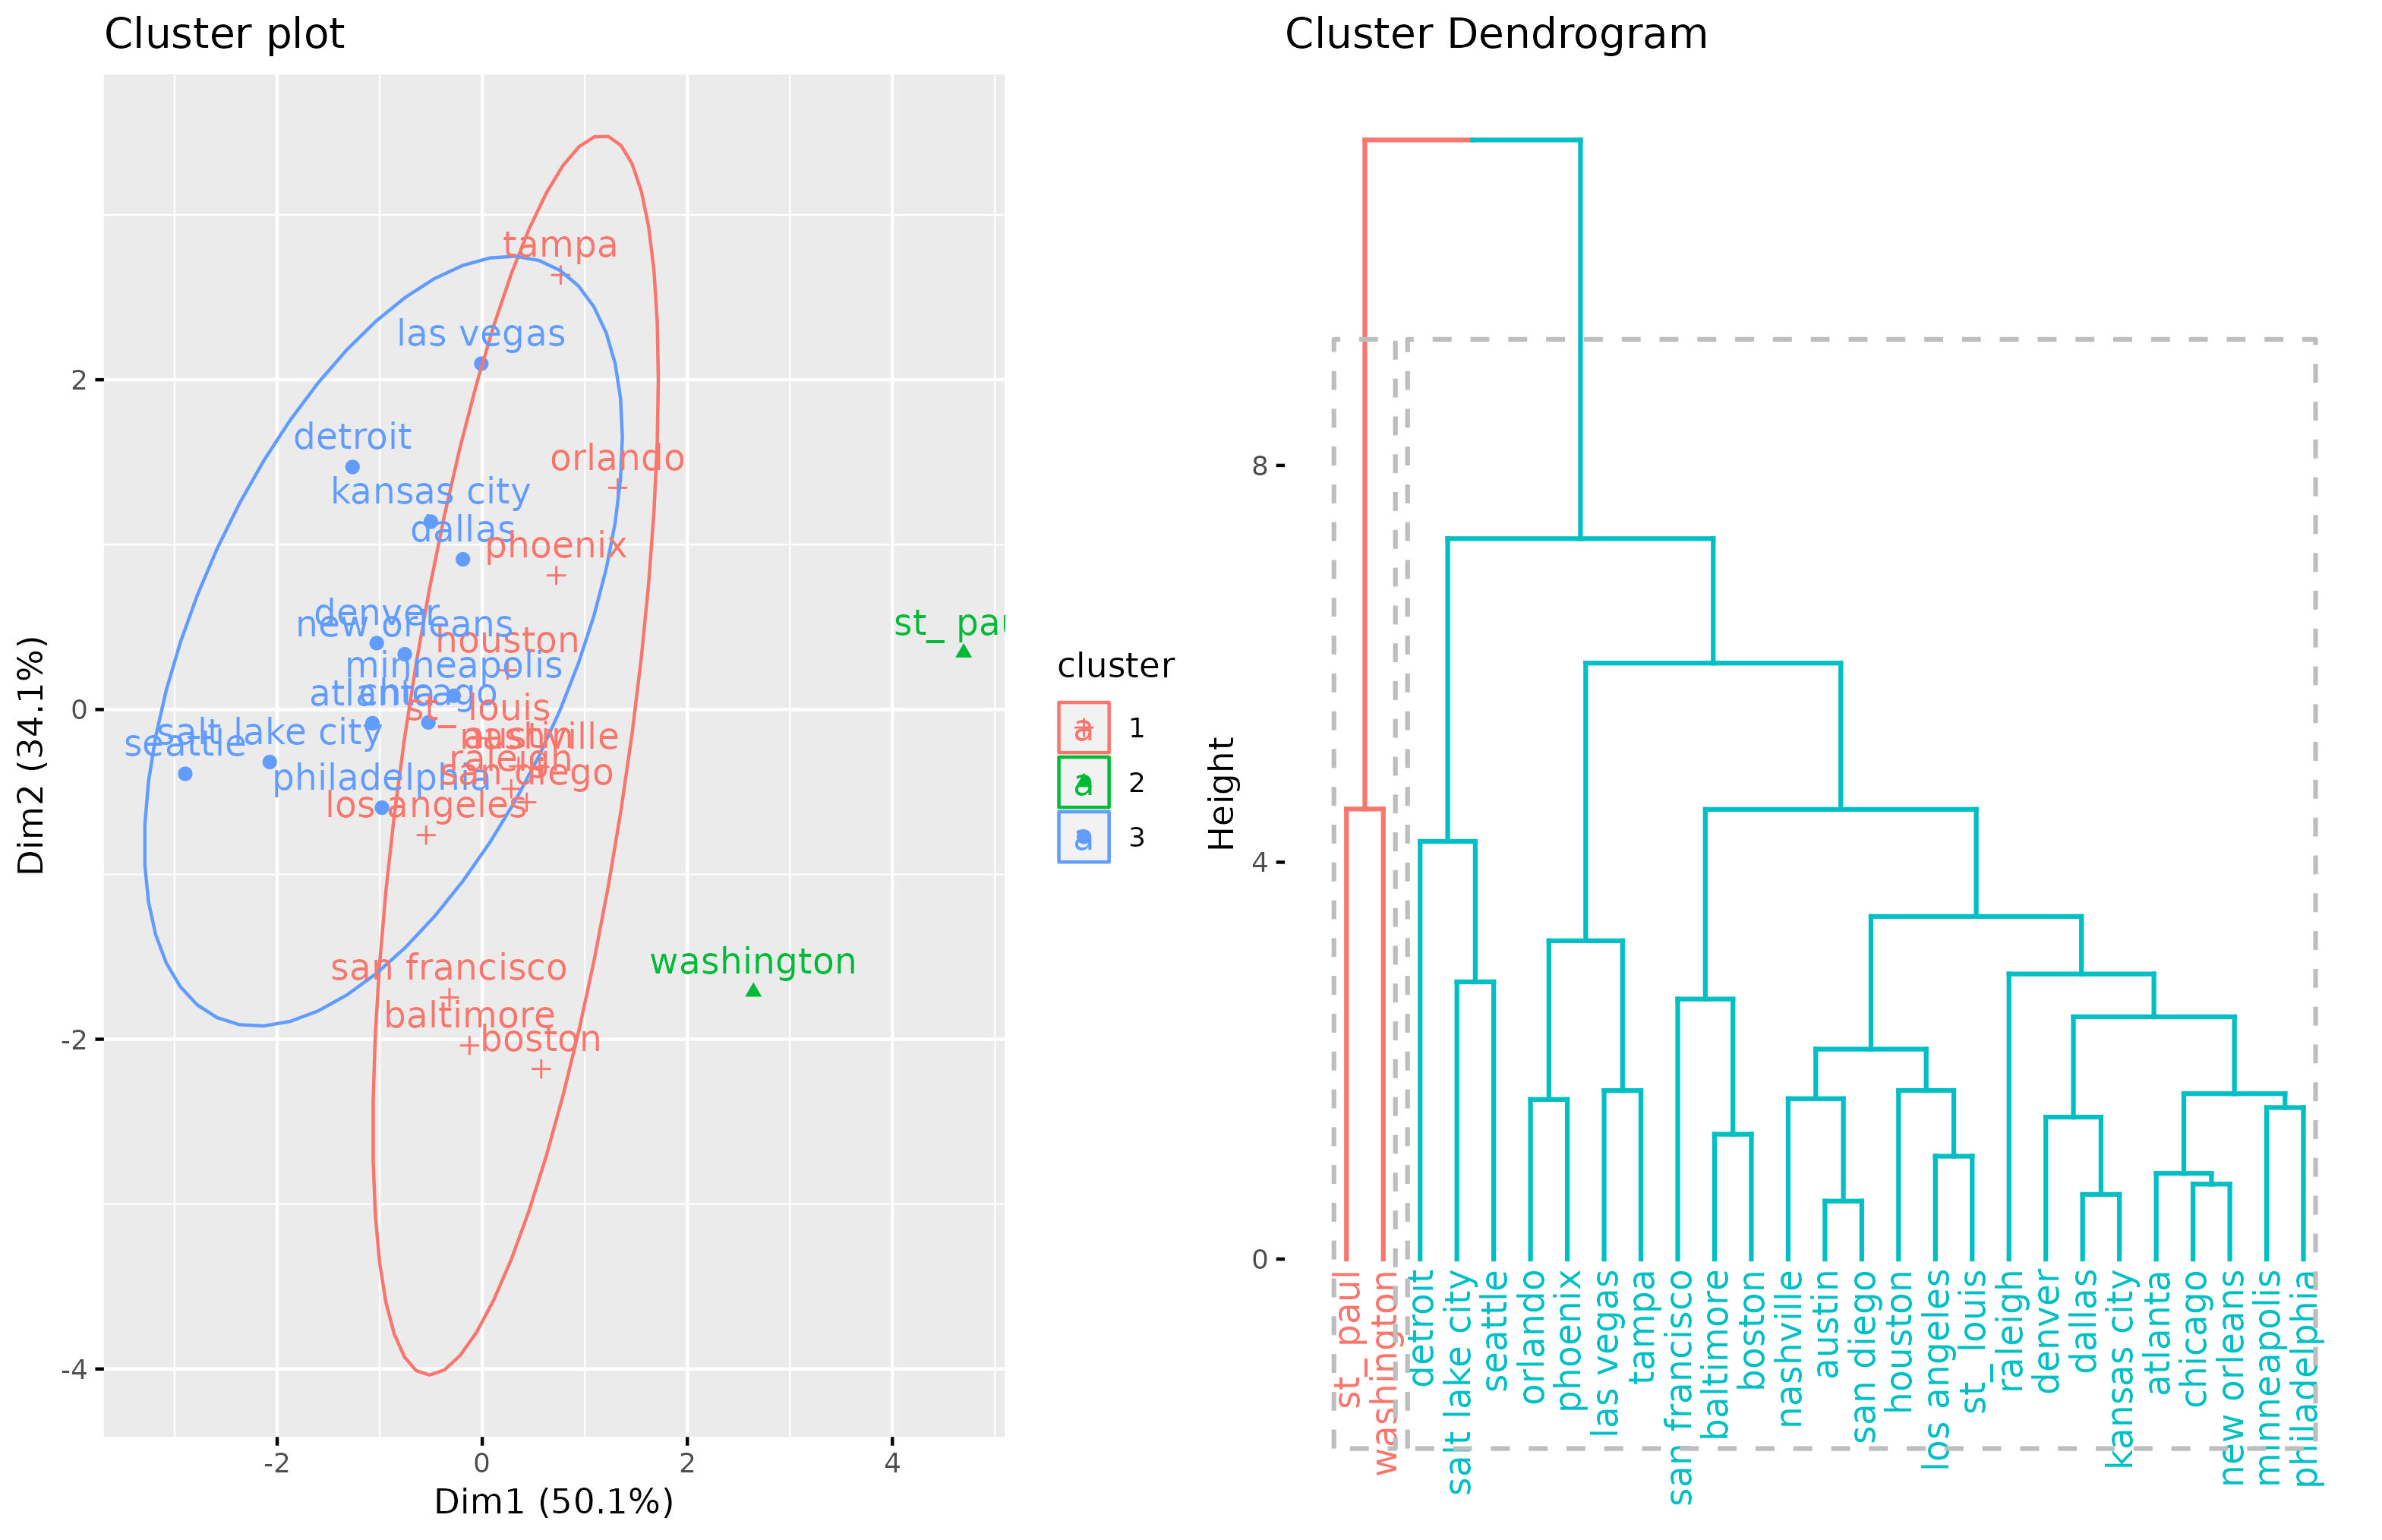 Cluster plot
tampa
las vegas
detroit
orlando
kansas city
dallas
phoenix
denver
new orleans
houston
minneapolis
atlanta
chicago
st_ louis
salt lake city
seattle
austin
nashville
raleigh
san diego
philadelphia
los angeles
st_ pau
washington
san francisco
baltimore
boston
2
0
-2
-4
-2
0
2
4
Dim1 (50.1%)
Dim2 (34.1%)
cluster
a 1
a 2
a 3
Cluster Dendrogram
Height
8
4
0
st_ paul
washington
detroit
salt lake city
seattle
orlando
phoenix
las vegas
tampa
san francisco
baltimore
boston
nashville
austin
san diego
houston
los angeles
st_ louis
raleigh
denver
dallas
kansas city
atlanta
chicago
new orleans
minneapolis
philadelphia